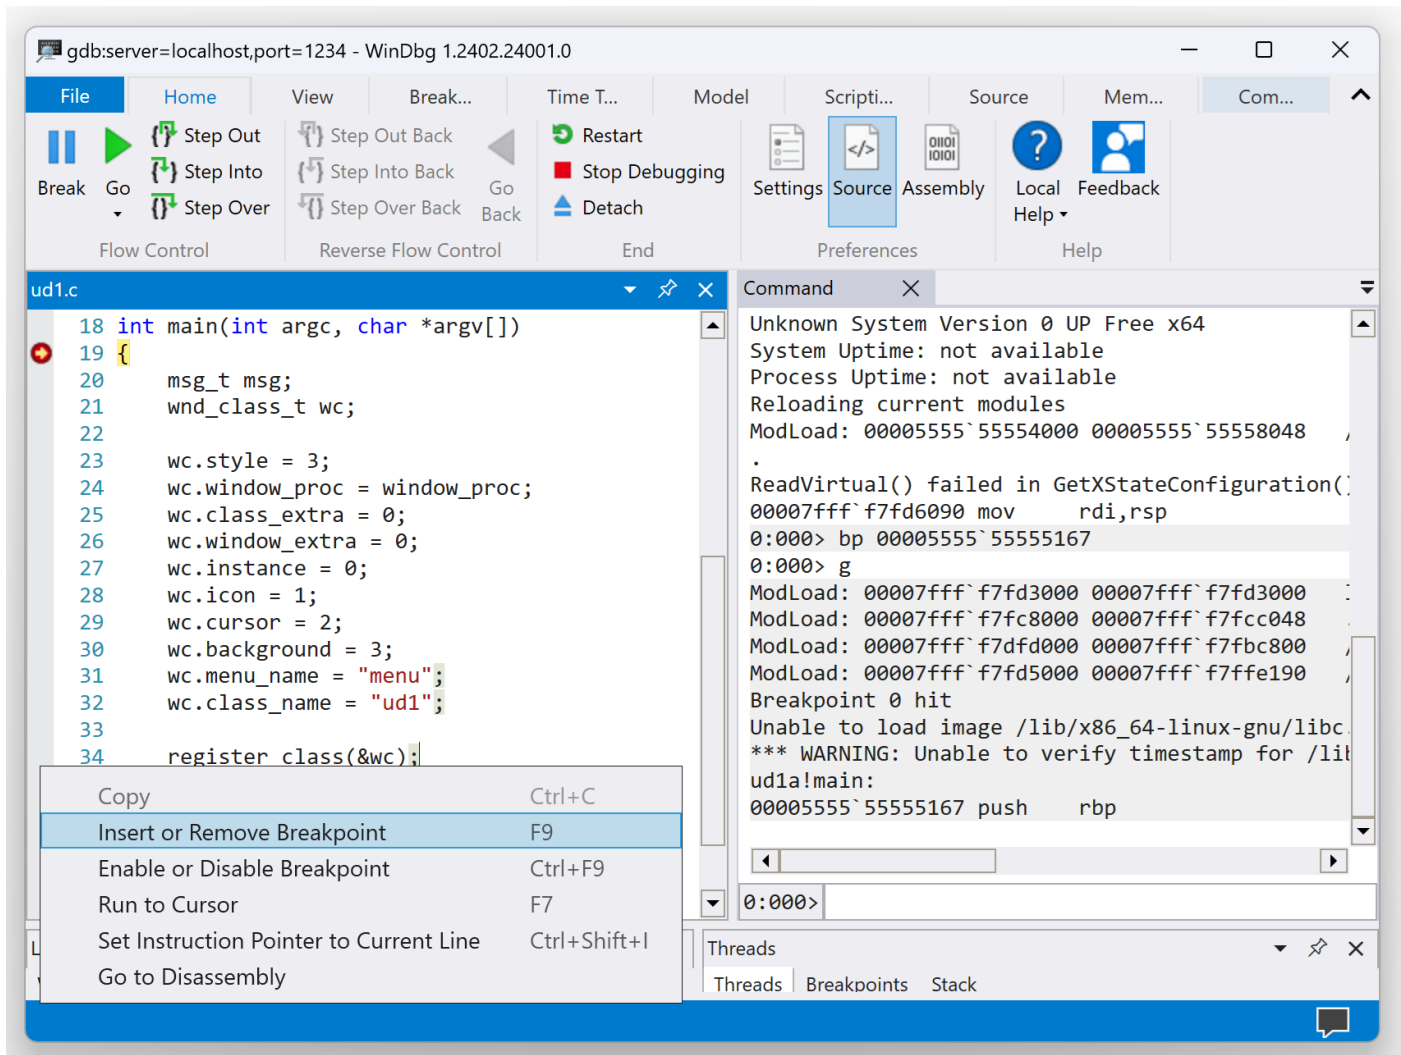 gdb:server=localhost,port=1234 - WinDbg 1.2402.24001.0
File Home View Break... Time T... Model Scripti... Source Mem... Com...
Break
Go
Step Out
Step Into
Step Over
Flow Control
Step Out Back
Step Into Back
Step Over Back
Go Back
Reverse Flow Control
Restart
Stop Debugging
Detach
End
Settings
Source
Assembly
Preferences
Local Help
Feedback
Help
ud1.c
18 int main(int argc, char *argv[])
19 {
20 msg_t msg;
21 wnd_class_t wc;
22
23 wc.style = 3;
24 wc.window_proc = window_proc;
25 wc.class_extra = 0;
26 wc.window_extra = 0;
27 wc.instance = 0;
28 wc.icon = 1;
29 wc.cursor = 2;
30 wc.background = 3;
31 wc.menu_name = "menu";
32 wc.class_name = "ud1";
33
34 register_class(&wc);
Copy Ctrl+C
Insert or Remove Breakpoint F9
Enable or Disable Breakpoint Ctrl+F9
Run to Cursor F7
Set Instruction Pointer to Current Line Ctrl+Shift+I
Go to Disassembly
Command
Unknown System Version 0 UP Free x64
System Uptime: not available
Process Uptime: not available
Reloading current modules
ModLoad: 00005555`55554000 00005555`55558048 /
.
ReadVirtual() failed in GetXStateConfiguration()
00007fff`f7fd6090 mov rdi,rsp
0:000> bp 00005555`55555167
0:000> g
ModLoad: 00007fff`f7fd3000 00007fff`f7fd3000
ModLoad: 00007fff`f7fc8000 00007fff`f7fcc048
ModLoad: 00007fff`f7dfd000 00007fff`f7fbc800 /
ModLoad: 00007fff`f7fd5000 00007fff`f7ffe190 /
Breakpoint 0 hit
Unable to load image /lib/x86_64-linux-gnu/libc.
*** WARNING: Unable to verify timestamp for /lib
ud1a!main:
00005555`55555167 push rbp
0:000>
Threads
Threads Breakpoints Stack